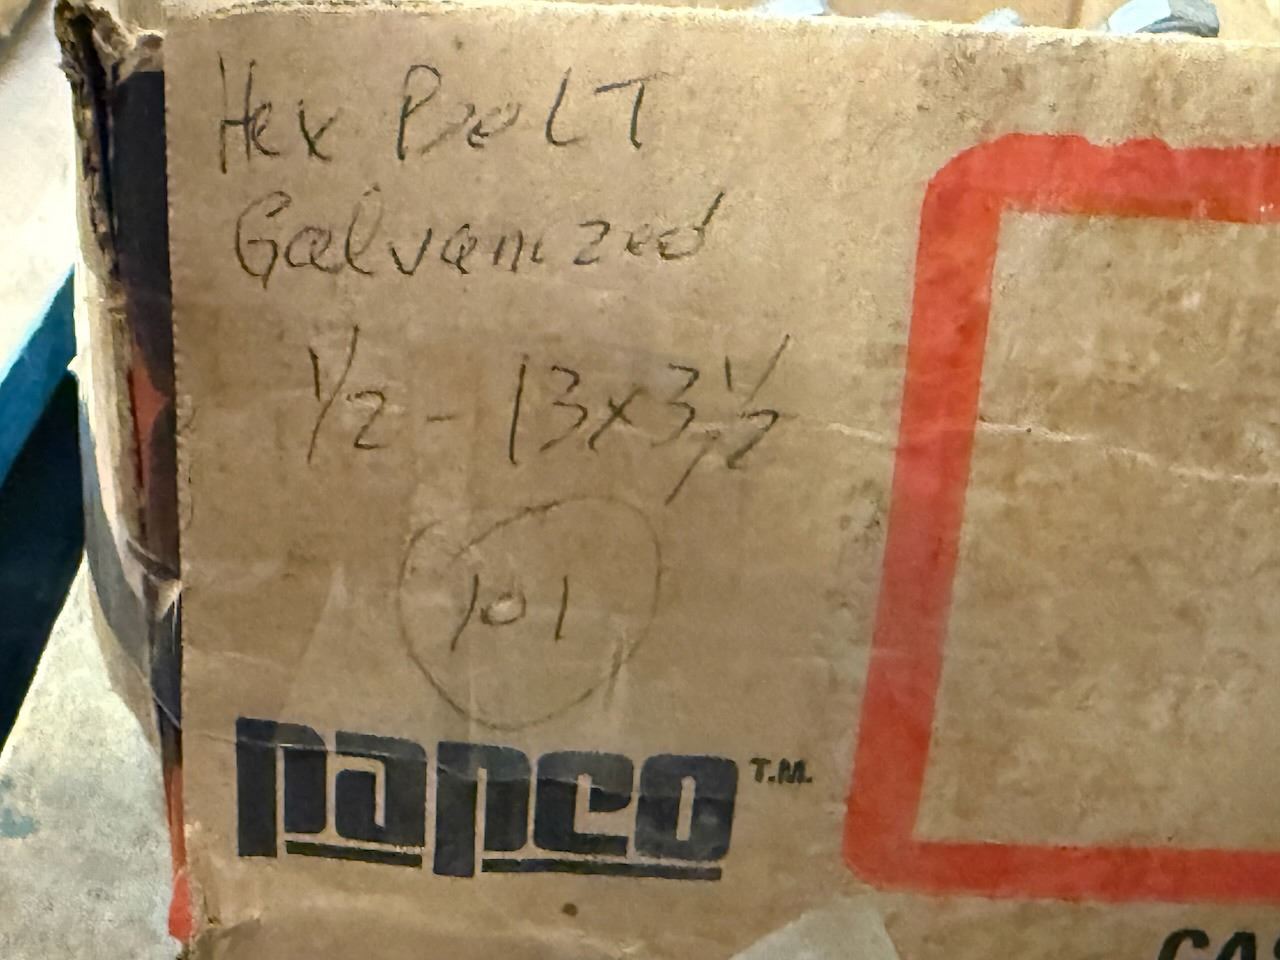 Hex BoLT
Galvanized
1/2 - 13x3 1/2
101
papco T.M.